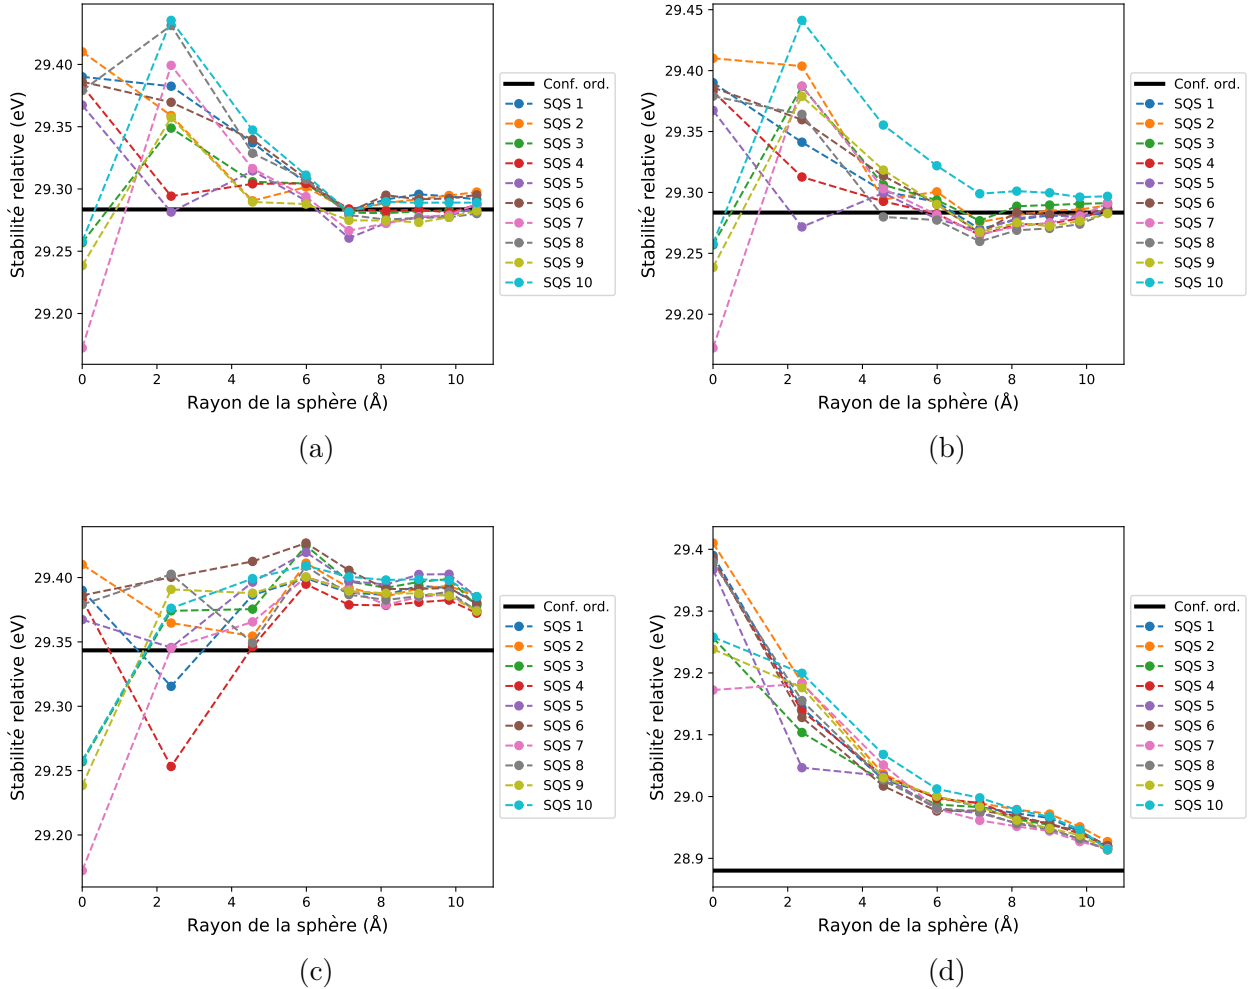 29.40
29.35
29.30
29.25
29.20
Stabilité relative (eV)
0 2 4 6 8 10
Rayon de la sphère (Å)
Conf. ord.
SQS 1
SQS 2
SQS 3
SQS 4
SQS 5
SQS 6
SQS 7
SQS 8
SQS 9
SQS 10
(a)
29.45
29.40
29.35
29.30
29.25
29.20
Stabilité relative (eV)
0 2 4 6 8 10
Rayon de la sphère (Å)
Conf. ord.
SQS 1
SQS 2
SQS 3
SQS 4
SQS 5
SQS 6
SQS 7
SQS 8
SQS 9
SQS 10
(b)
29.40
29.35
29.30
29.25
29.20
Stabilité relative (eV)
0 2 4 6 8 10
Rayon de la sphère (Å)
Conf. ord.
SQS 1
SQS 2
SQS 3
SQS 4
SQS 5
SQS 6
SQS 7
SQS 8
SQS 9
SQS 10
(c)
29.4
29.3
29.2
29.1
29.0
28.9
Stabilité relative (eV)
0 2 4 6 8 10
Rayon de la sphère (Å)
Conf. ord.
SQS 1
SQS 2
SQS 3
SQS 4
SQS 5
SQS 6
SQS 7
SQS 8
SQS 9
SQS 10
(d)